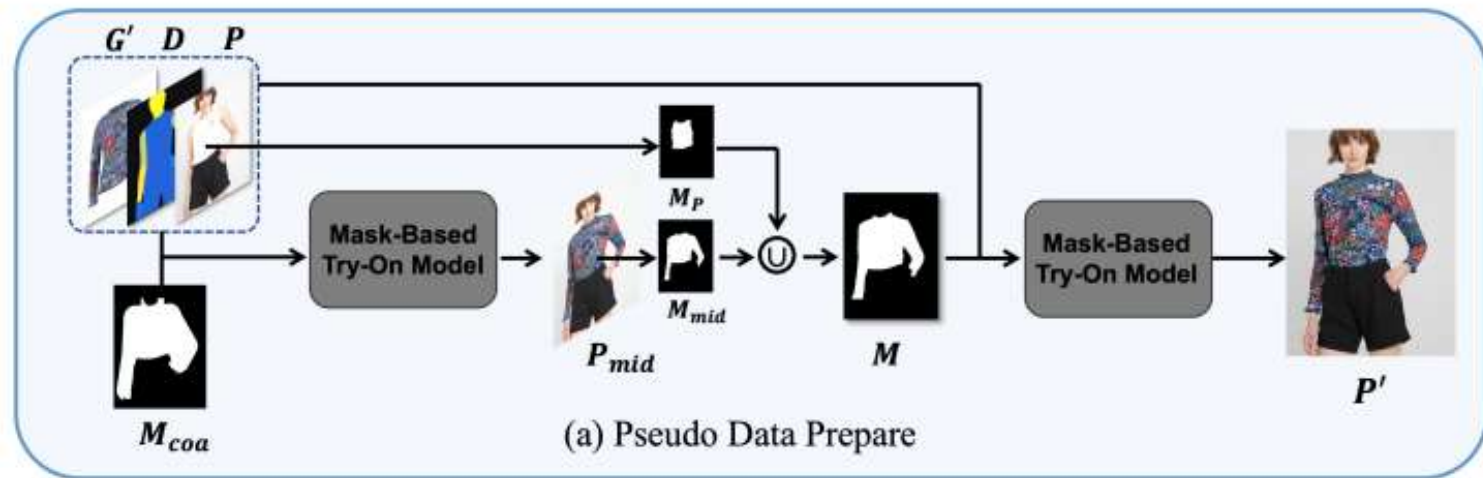 G' D P
M_P
Mask-Based
Try-On Model
M_mid
P_mid
M_coa
∪
M
Mask-Based
Try-On Model
P'
(a) Pseudo Data Prepare